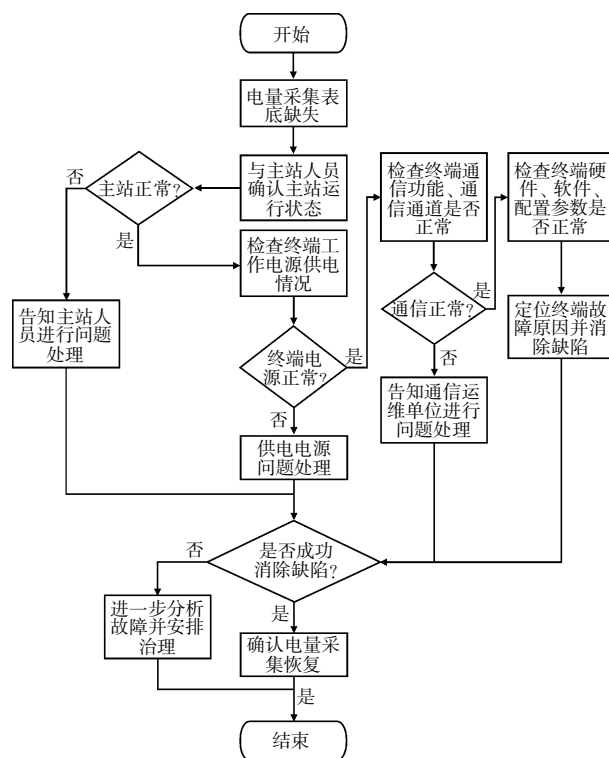 开始
电量采集表
底缺失
与主站人员
确认主站运
行状态
主站正常?
否
是
告知主站人
员进行问题
处理
检查终端工
作电源供电
情况
终端电
源正常?
是
否
供电电源
问题处理
检查终端通
信功能、通
信通道是否
正常
通信正常?
是
否
告知通信运
维单位进行
问题处理
检查终端硬
件、软件、
配置参数是
否正常
定位终端故
障原因并消
除缺陷
是否成功
消除缺陷?
否
是
进一步分析
故障并安排
治理
确认电量采
集恢复
是
结束